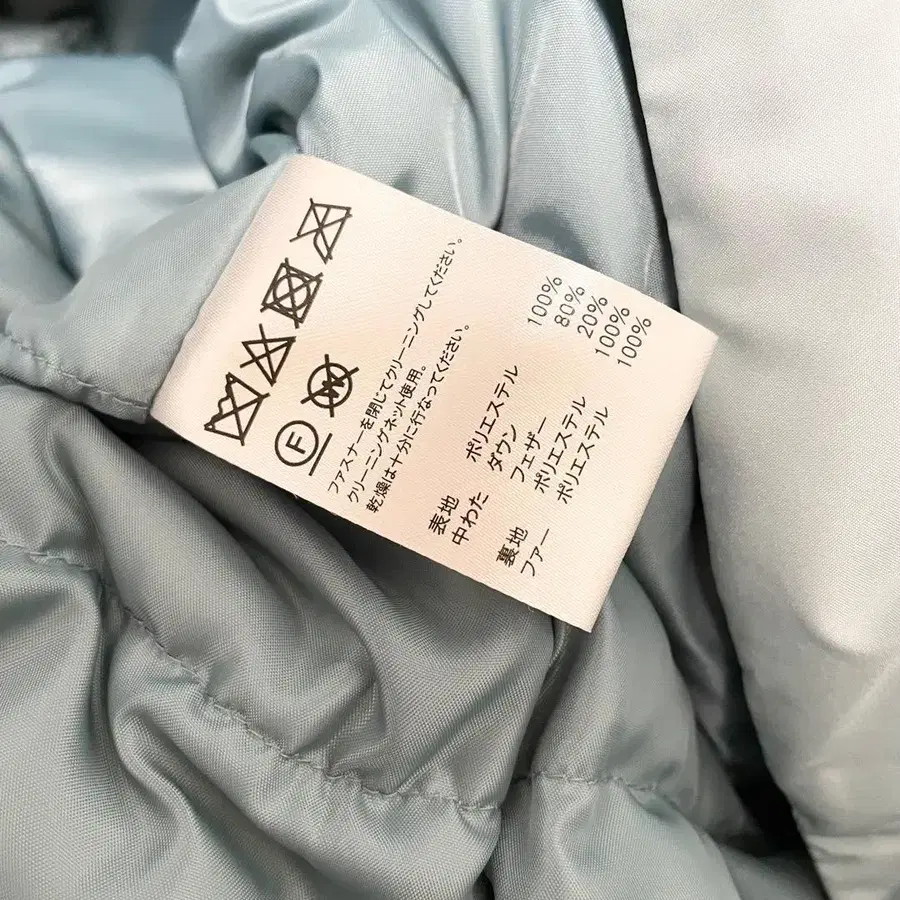 F
W
ファスナーを閉じてクリーニングしてください。
クリーニングネット使用。
乾燥は十分に行なってください。
表地 ポリエステル 100%
中わた ダウン 80%
フェザー 20%
裏地 ポリエステル 100%
ファー ポリエステル 100%